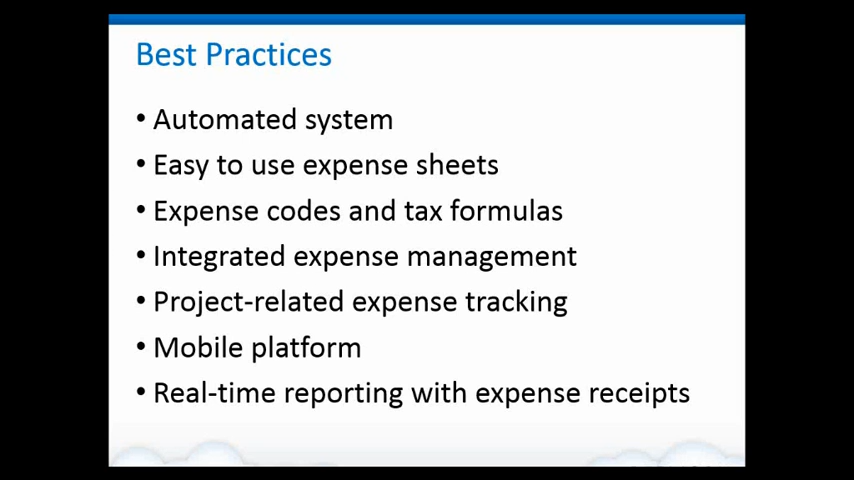 Best Practices
• Automated system
• Easy to use expense sheets
• Expense codes and tax formulas
• Integrated expense management
• Project-related expense tracking
• Mobile platform
• Real-time reporting with expense receipts